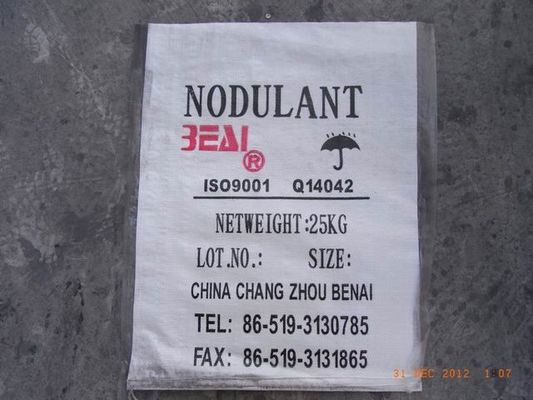 NODULANT
BEAI ®
ISO9001 Q14042
NETWEIGHT:25KG
LOT.NO.: SIZE:
CHINA CHANG ZHOU BENAI
TEL: 86-519-3130785
FAX: 86-519-3131865
31 DEC 2012 1:07